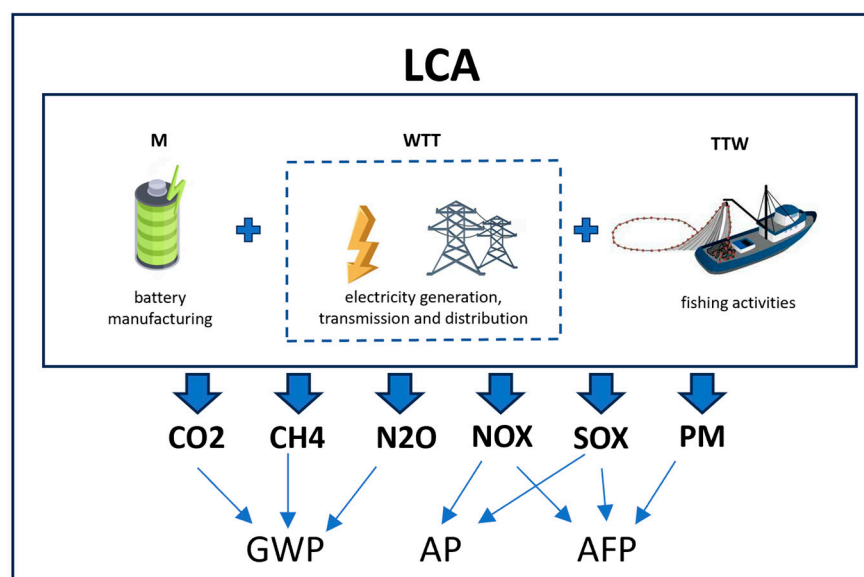 LCA
M
WTT
TTW
battery
manufacturing
electricity generation,
transmission and distribution
fishing activities
CO2
CH4
N2O
NOX
SOX
PM
GWP
AP
AFP